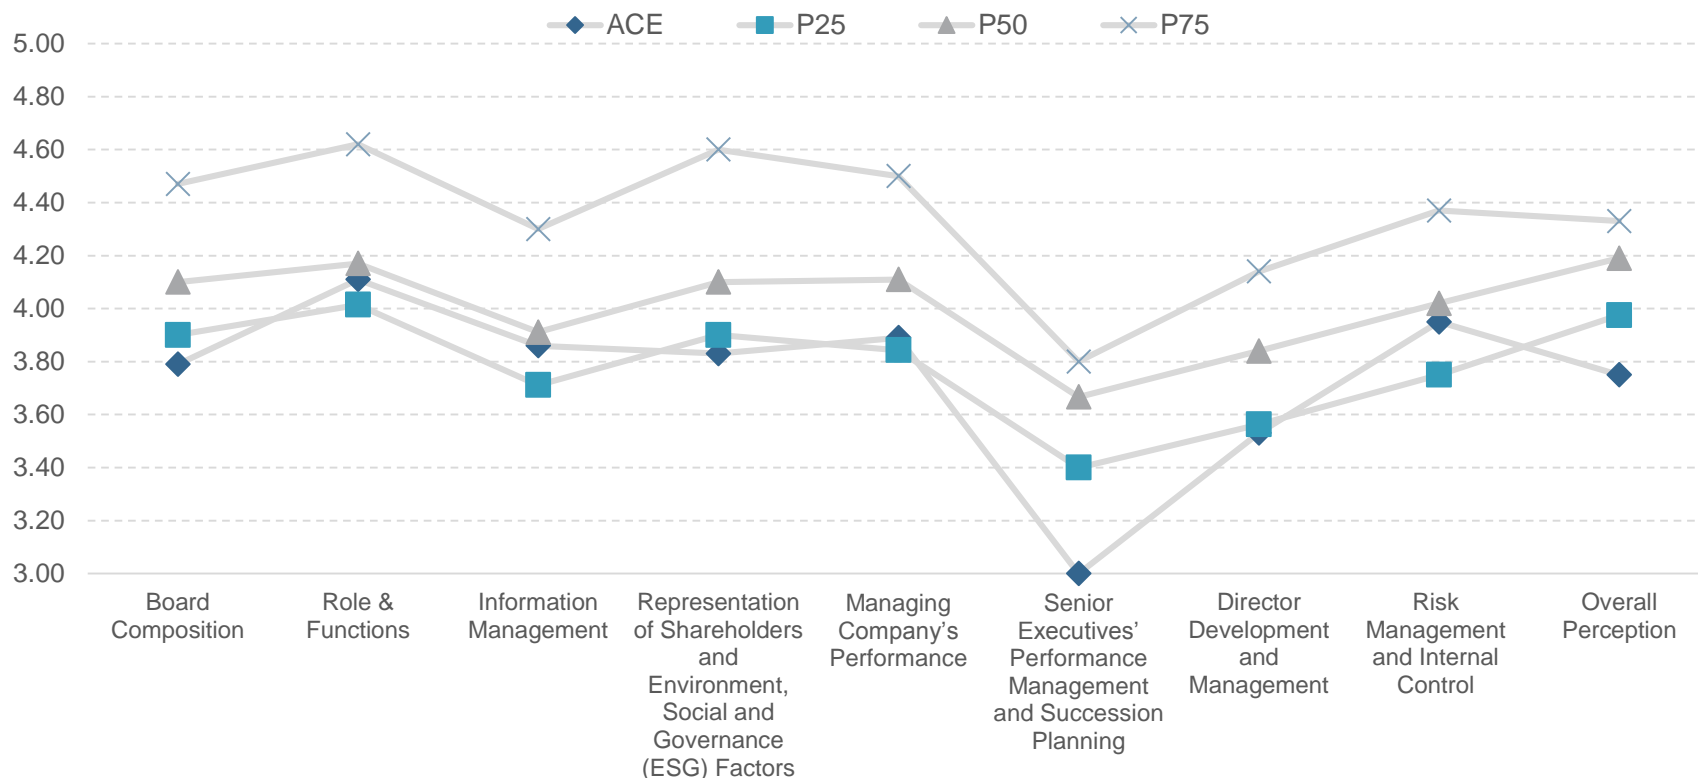 ACE P25 P50 P75
5.00
4.80
4.60
4.40
4.20
4.00
3.80
3.60
3.40
3.20
3.00
Board
Composition
Role &
Functions
Information
Management
Representation
of Shareholders
and
Environment,
Social and
Governance
(ESG) Factors
Managing
Company’s
Performance
Senior
Executives’
Performance
Management
and Succession
Planning
Director
Development
and
Management
Risk
Management
and Internal
Control
Overall
Perception